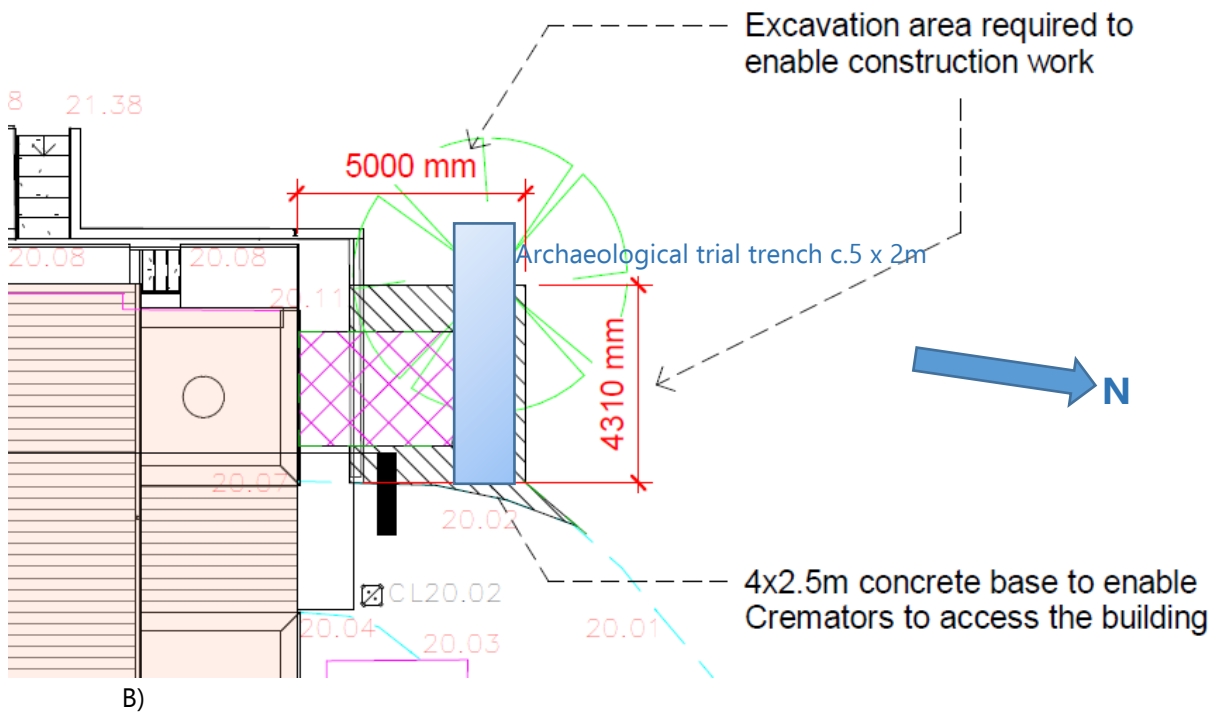 Excavation area required to
enable construction work
8
21.38
5000 mm
Archaeological trial trench c.5 x 2m
20.08
20.08
20.11
4310 mm
N
20.07
20.02
4x2.5m concrete base to enable
Cremators to access the building
CL20.02
20.04
20.01
20.03
B)